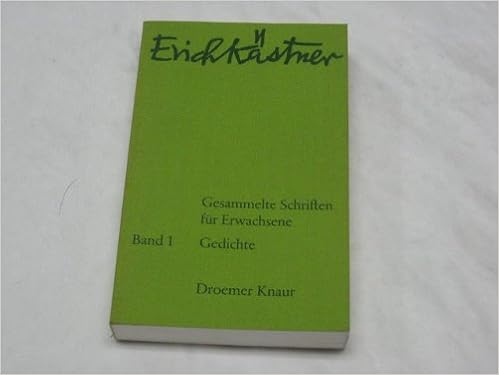 Erich Kästner
Gesammelte Schriften
für Erwachsene
Band 1 Gedichte
Droemer Knaur